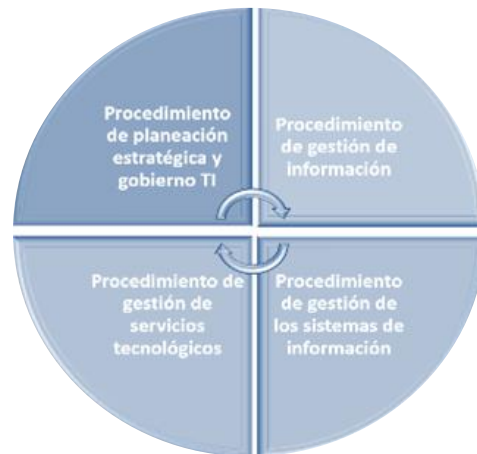 Procedimiento
de planeación
estratégica y
gobierno TI
Procedimiento
de gestión de
información
Procedimiento de
gestión de
servicios
tecnológicos
Procedimiento
de gestión de
los sistemas de
información